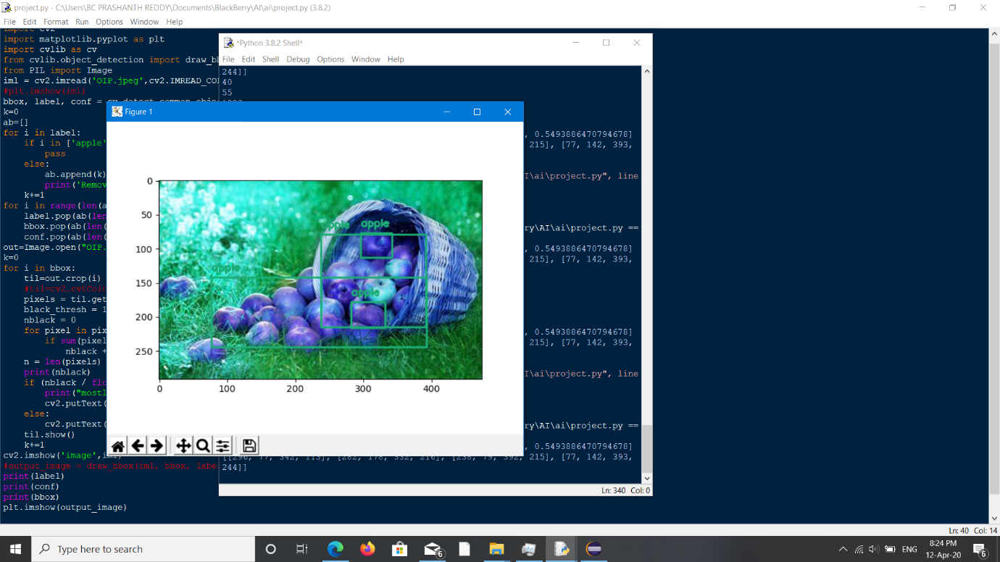 project.py - C:\Users\BC PRASHANTH REDDY\Documents\BlackBerry\AI\ai\project.py (3.8.2)
File Edit Format Run Options Window Help
import cv2
import matplotlib.pyplot as plt
import cvlib as cv
from cvlib.object_detection import draw_bb
from PIL import Image
iml = cv2.imread('OIP.jpeg',cv2.IMREAD_COL
#plt.imshow(iml)
bbox, label, conf = cv.detect_common_objec
k=0
ab=[]
for i in label:
if i in ['apple'
pass
else:
ab.append(k)
print('Remov
k+=1
for i in range(len(a
label.pop(ab(len
bbox.pop(ab(len(
conf.pop(ab(len(
out=Image.open("OIP.
k=0
for i in bbox:
til=out.crop(i)
#til=cv2.cvtColo
pixels = til.get
black_thresh = 1
nblack = 0
for pixel in pix
if sum(pixel
nblack +
n = len(pixels)
print(nblack)
if (nblack / flo
print("mostl
cv2.putText(
else:
cv2.putText(
til.show()
k+=1
cv2.imshow('image',iml)
#output_image = draw_bbox(iml, bbox, labe
print(label)
print(conf)
print(bbox)
plt.imshow(output_image)
*Python 3.8.2 Shell*
File Edit Shell Debug Options Window Help
244]]
40
55
, 0.5493886470794678]
215], [77, 142, 393,
I\ai\project.py", line
ry\AI\ai\project.py ==
, 0.5493886470794678]
215], [77, 142, 393,
, 0.5493886470794678]
215], [77, 142, 393,
I\ai\project.py", line
ry\AI\ai\project.py ==
, 0.5493886470794678]
[[296, 77, 342, 113], [282, 178, 332, 216], [238, 79, 392, 215], [77, 142, 393,
244]]
Ln: 340 Col: 0
Figure 1
0
50
100
150
200
250
0 100 200 300 400
apple apple
apple
apple
Ln: 40 Col: 14
Type here to search
6
ENG
8:24 PM
12-Apr-20
6